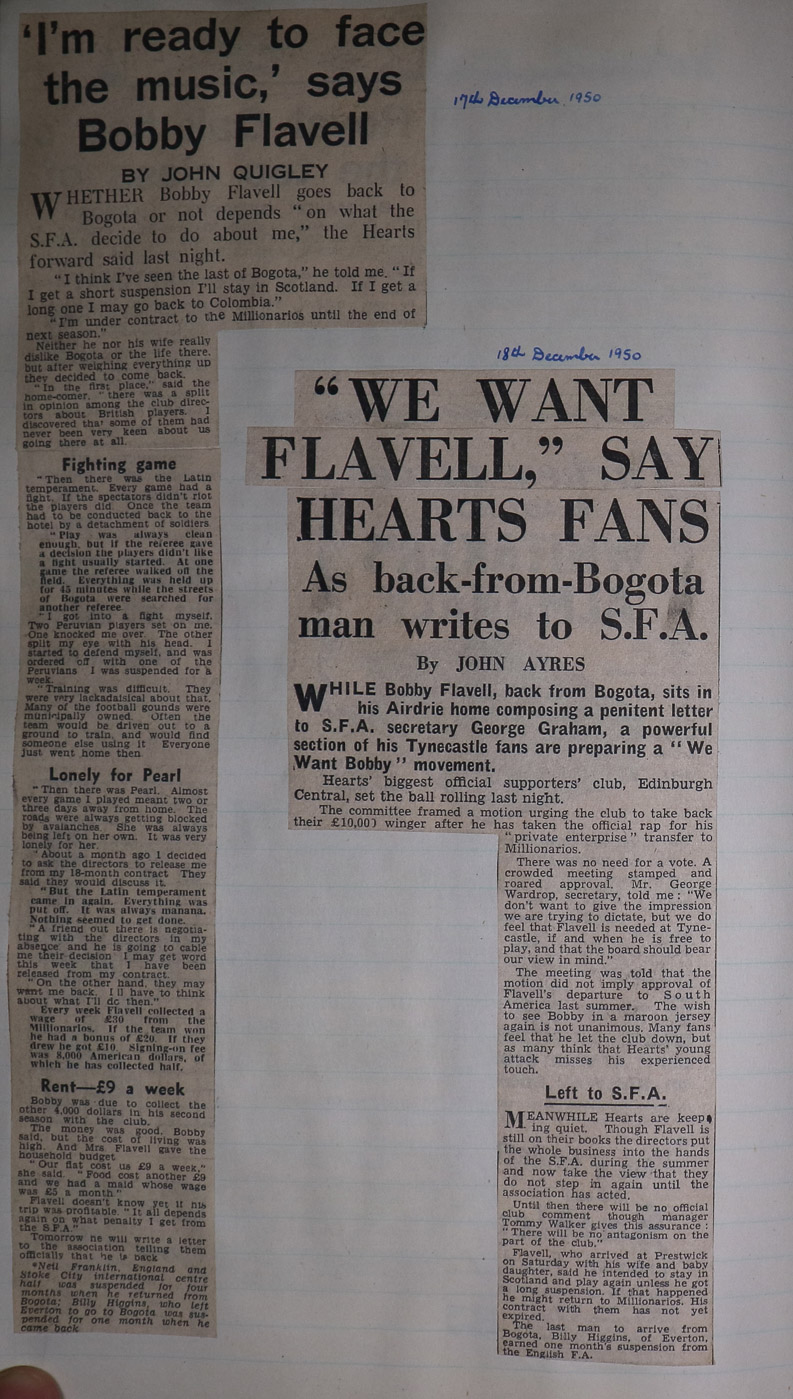 'I'm ready to face
the music,' says
Bobby Flavell
17th December 1950
BY JOHN QUIGLEY
WHETHER Bobby Flavell goes back to
Bogota or not depends "on what the
S.F.A. decide to do about me," the Hearts
forward said last night.
"I think I've seen the last of Bogota," he told me. "If
I get a short suspension I'll stay in Scotland. If I get a
long one I may go back to Colombia."
"I'm under contract to the Millionarios until the end of
next season."
Neither he nor his wife really
dislike Bogota or the life there,
but after weighing everything up
they decided to come back.
"In the first place," said the
home-comer, "there was a split
in opinion among the club direc-
tors about British players. I
discovered that some of them had
never been very keen about us
going there at all.
Fighting game
"Then there was the Latin
temperament. Every game had a
fight. If the spectators didn't riot
the players did. Once the team
had to be conducted back to the
hotel by a detachment of soldiers
"Play was always clean
enough, but if the referee gave
a decision the players didn't like
a fight usually started. At one
game the referee walked off the
field. Everything was held up
for 45 minutes while the streets
of Bogota were searched for
another referee
"I got into a fight myself.
Two Peruvian players set on me.
One knocked me over. The other
split my eye with his head. I
started to defend myself, and was
ordered off with one of the
Peruvians I was suspended for a
week.
"Training was difficult. They
were very lackadaisical about that.
Many of the football gounds were
municipally owned. Often the
team would be driven out to a
ground to train, and would find
someone else using it Everyone
just went home then.
Lonely for Pearl
"Then there was Pearl. Almost
every game I played meant two or
three days away from home. The
roads were always getting blocked
by avalanches. She was always
being left on her own. It was very
lonely for her.
"About a month ago I decided
to ask the directors to release me
from my 18-month contract They
said they would discuss it.
"But the Latin temperament
came in again. Everything was
put off. It was always manana.
Nothing seemed to get done.
"A friend out there is negotia-
ting with the directors in my
absence and he is going to cable
me their decision I may get word
this week that I have been
released from my contract.
"On the other hand, they may
want me back. I'll have to think
about what I'll do then."
Every week Flavell collected a
wage of £30 from the
Millionarios. If the team won
he had a bonus of £20. If they
drew he got £10. Signing-on fee
was 8,000 American dollars, of
which he has collected half.
Rent—£9 a week
Bobby was due to collect the
other 4,000 dollars in his second
season with the club.
The money was good, Bobby
said, but the cost of living was
high. And Mrs. Flavell gave the
household budget
"Our flat cost us £9 a week,"
she said. "Food cost another £9
and we had a maid whose wage
was £5 a month"
Flavell doesn't know yet if his
trip was profitable. "It all depends
again on what penalty I get from
the S.F.A."
Tomorrow he will write a letter
to the association telling them
officially that he is back
*Neil Franklin, England and
Stoke City international centre
half was suspended for four
months when he returned from
Bogota; Billy Higgins, who left
Everton to go to Bogota was sus-
pended for one month when he
came back
18th December 1950
"WE WANT
FLAVELL," SAY
HEARTS FANS
As back-from-Bogota
man writes to S.F.A.
By JOHN AYRES
WHILE Bobby Flavell, back from Bogota, sits in
his Airdrie home composing a penitent letter
to S.F.A. secretary George Graham, a powerful
section of his Tynecastle fans are preparing a "We
Want Bobby" movement.
Hearts' biggest official supporters' club, Edinburgh
Central, set the ball rolling last night.
The committee framed a motion urging the club to take back
their £10,000 winger after he has taken the official rap for his
"private enterprise" transfer to
Millionarios.
There was no need for a vote. A
crowded meeting stamped and
roared approval. Mr. George
Wardrop, secretary, told me: "We
don't want to give the impression
we are trying to dictate, but we do
feel that Flavell is needed at Tyne-
castle, if and when he is free to
play, and that the board should bear
our view in mind."
The meeting was told that the
motion did not imply approval of
Flavell's departure to South
America last summer. The wish
to see Bobby in a maroon jersey
again is not unanimous. Many fans
feel that he let the club down, but
as many think that Hearts' young
attack misses his experienced
touch.
Left to S.F.A.
MEANWHILE Hearts are keep-
ing quiet. Though Flavell is
still on their books the directors put
the whole business into the hands
of the S.F.A. during the summer
and now take the view that they
do not step in again until the
association has acted.
Until then there will be no official
club comment though manager
Tommy Walker gives this assurance:
"There will be no antagonism on the
part of the club."
Flavell, who arrived at Prestwick
on Saturday with his wife and baby
daughter, said he intended to stay in
Scotland and play again unless he got
a long suspension. If that happened
he might return to Millionarios. His
contract with them has not yet
expired.
The last man to arrive from
Bogota, Billy Higgins, of Everton,
earned one month's suspension from
the English F.A.